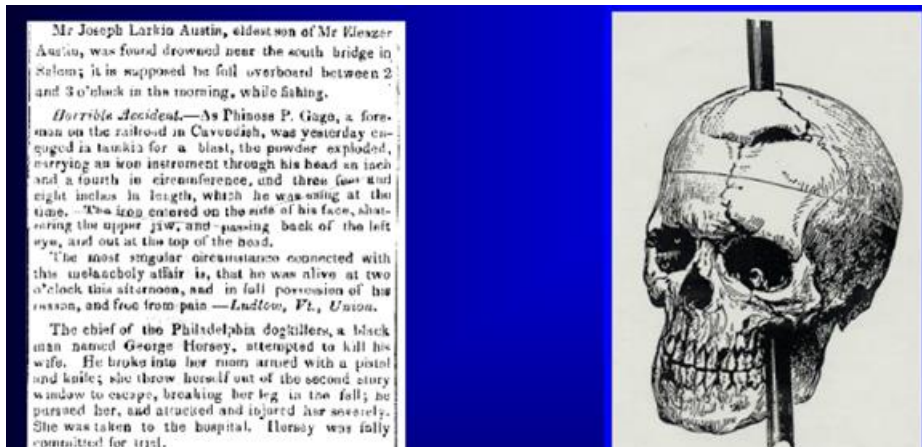 Mr Joseph Larkin Austin, eldest son of Mr Eleazer
Austin, was found drowned near the south bridge in
Salem; it is supposed he fell overboard between 2
and 3 o'clock in the morning, while fishing.
Horrible Accident.—As Phineas P. Gage, a fore-
man on the railroad in Cavendish, was yesterday en-
gaged in tamkin for a blast, the powder exploded,
carrying an iron instrument through his head an inch
and a fourth in circumference, and three feet and
eight inches in length, which he was using at the
time. The iron entered on the side of his face, shat-
tering the upper jaw, and passing back of the left
eye, and out at the top of the head.
The most singular circumstance connected with
this melancholy affair is, that he was alive at two
o'clock this afternoon, and in full possession of his
reason, and free from pain —Ludlow, Vt., Union.
The chief of the Philadelphia dogkillers, a black
man named George Horsey, attempted to kill his
wife. He broke into her room armed with a pistol
and knife; she throw herself out of the second story
window to escape, breaking her leg in the fall; he
pursued her, and attacked and injured her severely.
She was taken to the hospital. Horsey was fully
committed for trial.